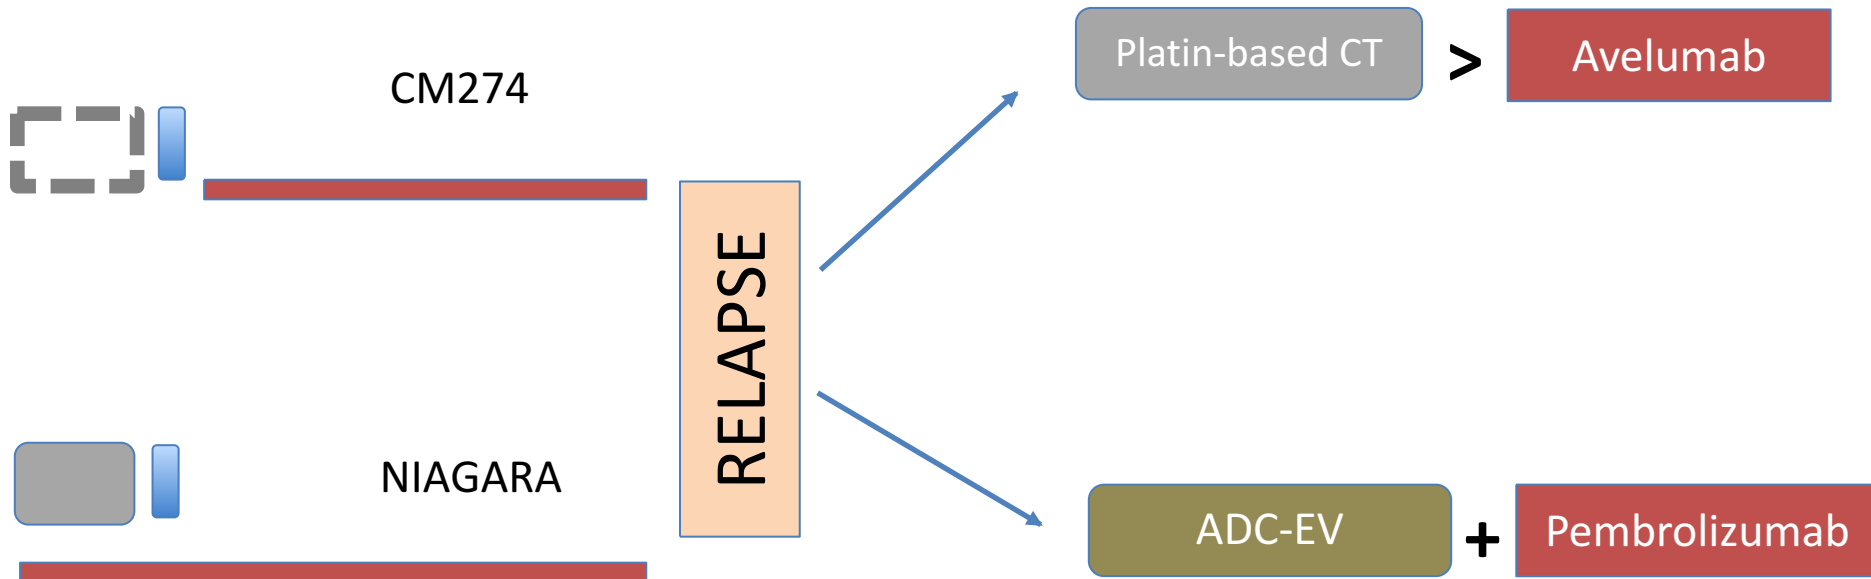 CM274
NIAGARA
RELAPSE
Platin-based CT > Avelumab
ADC-EV + Pembrolizumab